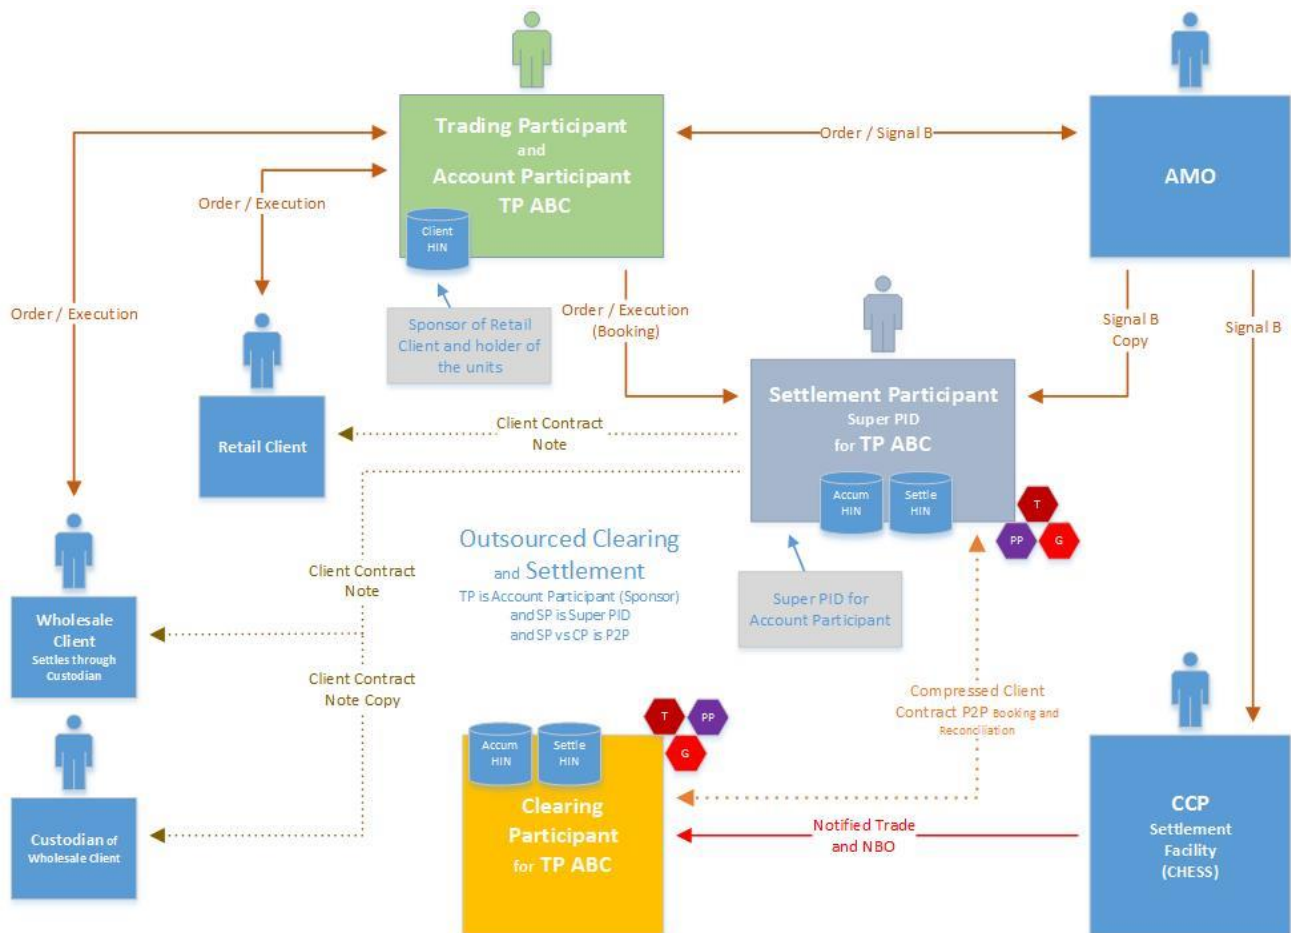 Trading Participant
and
Account Participant
TP ABC
Client
HIN
Order / Signal B
AMO
Order / Execution
Order / Execution
Sponsor of Retail
Client and holder of
the units
Order / Execution
(Booking)
Signal B
Copy
Signal B
Retail Client
Client Contract
Note
Settlement Participant
Super PID
for TP ABC
Accum
HIN
Settle
HIN
T
PP
G
Outsourced Clearing
and Settlement
TP is Account Participant (Sponsor)
and SP is Super PID
and SP vs CP is P2P
Super PID for
Account Participant
Client Contract
Note
Wholesale
Client
Settles through
Custodian
Client Contract
Note Copy
Compressed Client
Contract P2P Booking and
Reconciliation
T
PP
G
Accum
HIN
Settle
HIN
Clearing
Participant
for TP ABC
Notified Trade
and NBO
CCP
Settlement
Facility
(CHESS)
Custodian of
Wholesale Client